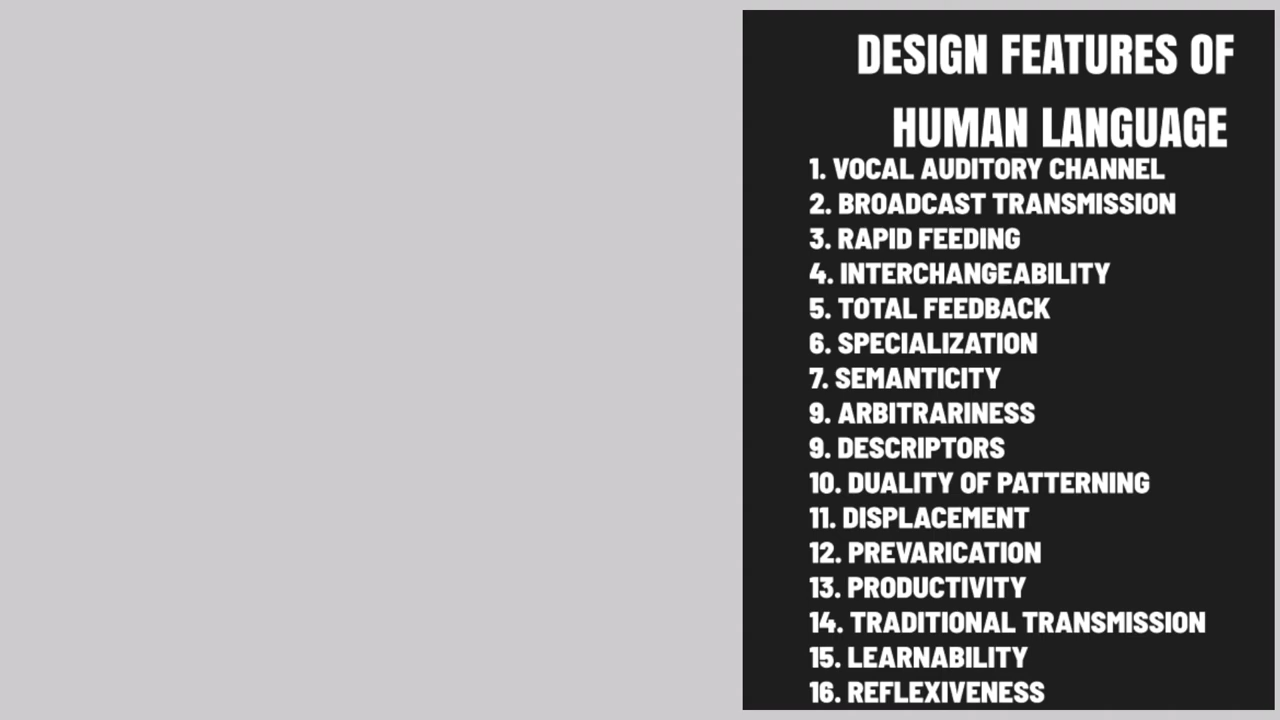 DESIGN FEATURES OF
HUMAN LANGUAGE
1. VOCAL AUDITORY CHANNEL
2. BROADCAST TRANSMISSION
3. RAPID FEEDING
4. INTERCHANGEABILITY
5. TOTAL FEEDBACK
6. SPECIALIZATION
7. SEMANTICITY
9. ARBITRARINESS
9. DESCRIPTORS
10. DUALITY OF PATTERNING
11. DISPLACEMENT
12. PREVARICATION
13. PRODUCTIVITY
14. TRADITIONAL TRANSMISSION
15. LEARNABILITY
16. REFLEXIVENESS